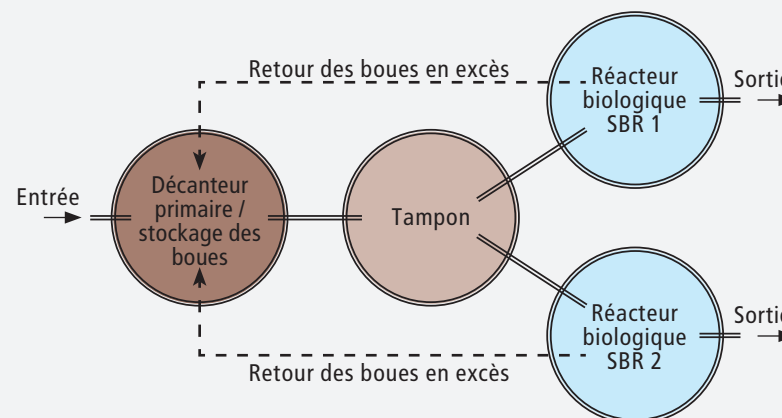 Retour des boues en excès
Réacteur
biologique
SBR 1
Sortie
Entrée
Décanteur
primaire /
stockage des
boues
Tampon
Réacteur
biologique
SBR 2
Sortie
Retour des boues en excès